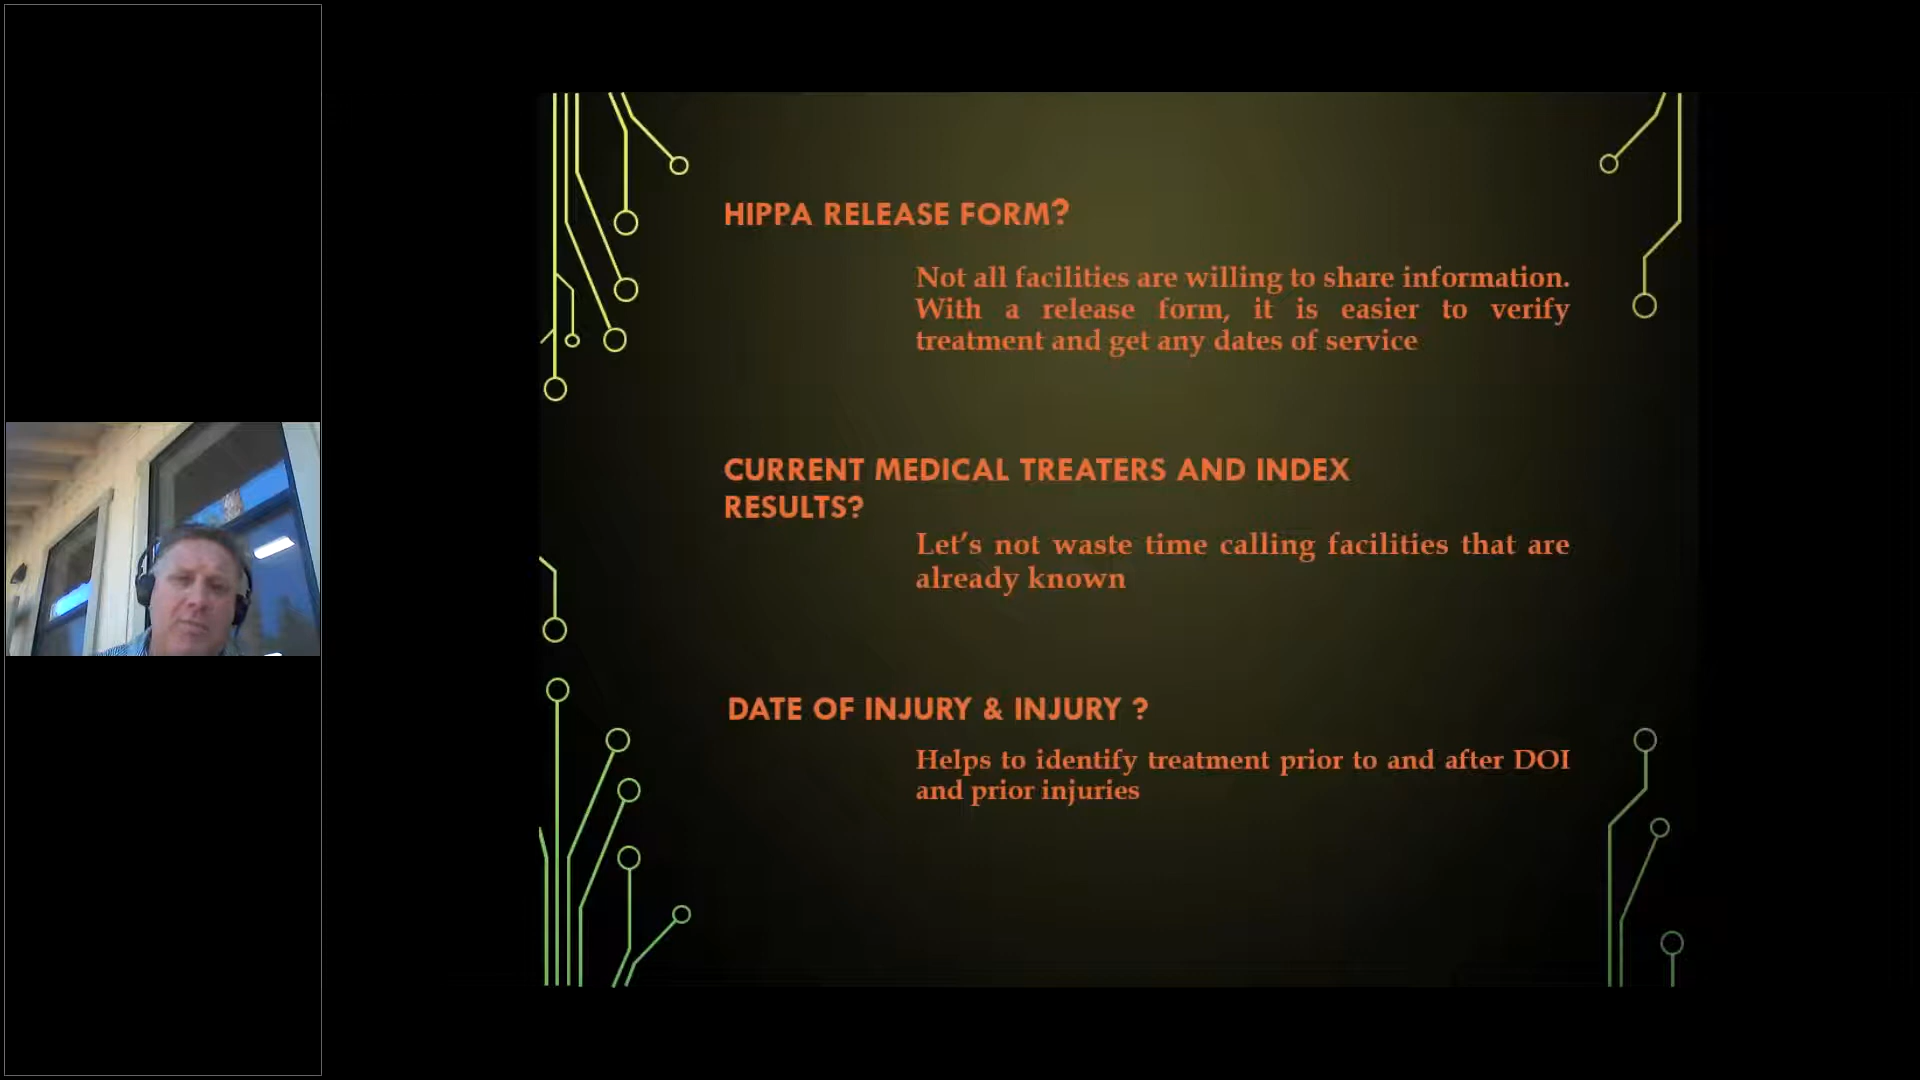 HIPPA RELEASE FORM?
Not all facilities are willing to share information.
With a release form, it is easier to verify
treatment and get any dates of service
CURRENT MEDICAL TREATERS AND INDEX
RESULTS?
Let's not waste time calling facilities that are
already known
DATE OF INJURY & INJURY ?
Helps to identify treatment prior to and after DOI
and prior injuries